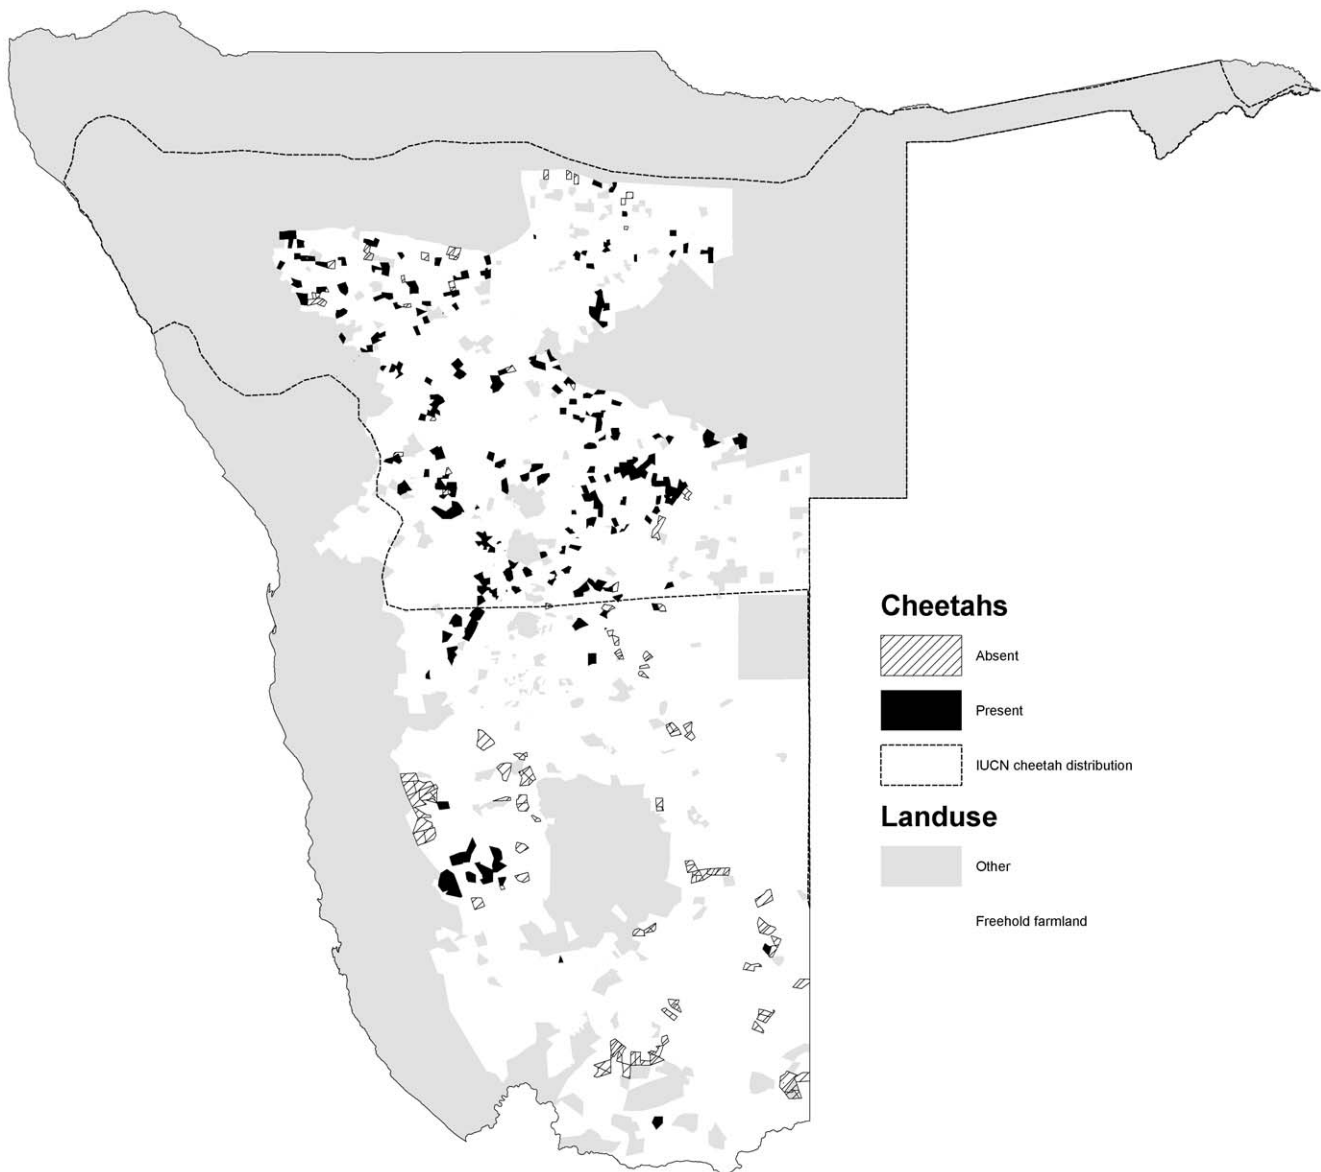 Cheetahs
Absent
Present
IUCN cheetah distribution
Landuse
Other
Freehold farmland